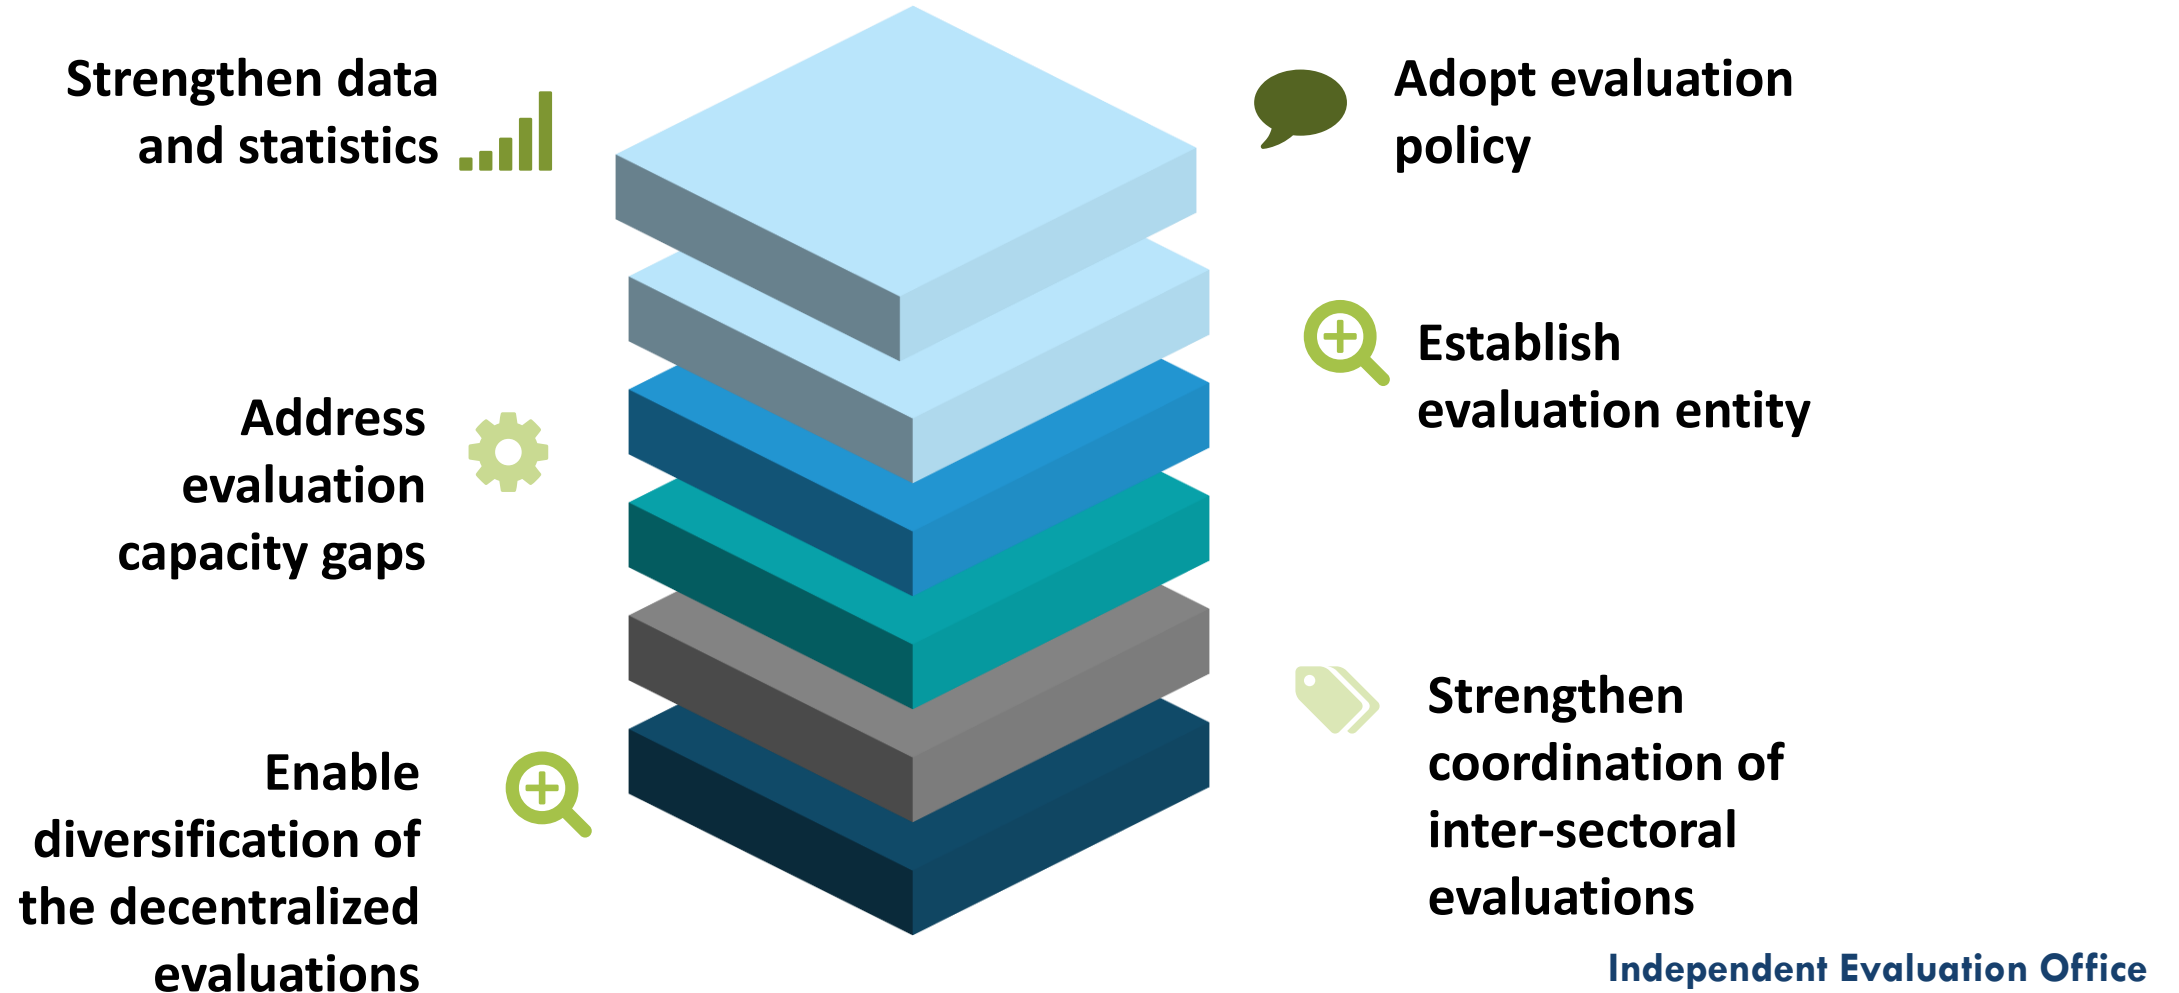 Strengthen data
and statistics
Adopt evaluation
policy
Establish
evaluation entity
Address
evaluation
capacity gaps
Strengthen
coordination of
inter-sectoral
evaluations
Enable
diversification of
the decentralized
evaluations
Independent Evaluation Office